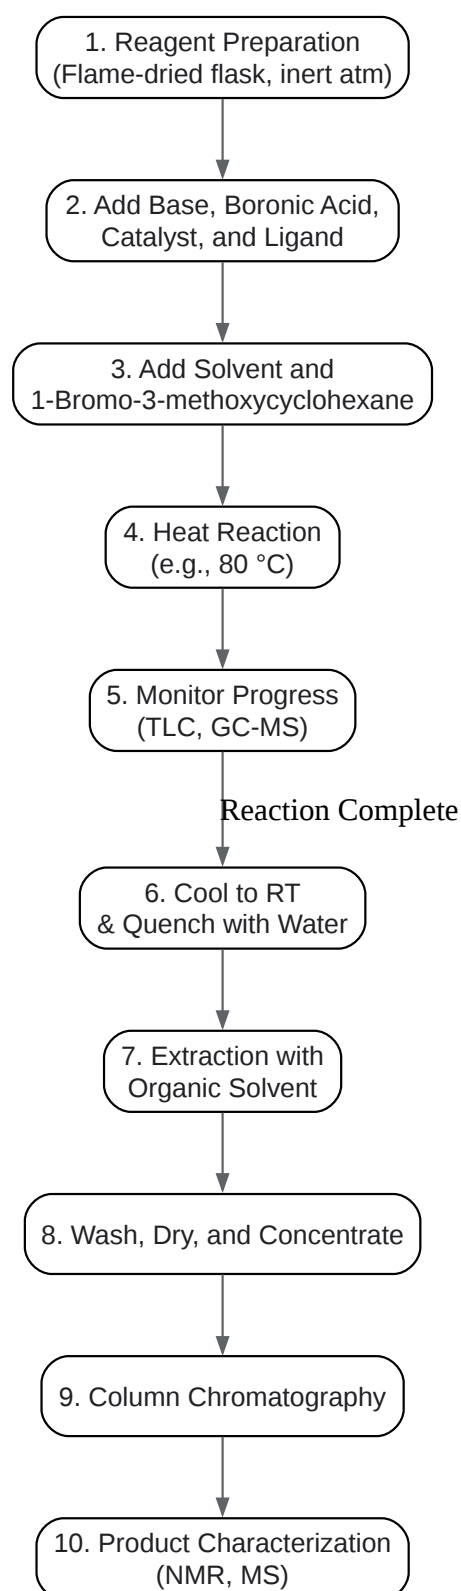 1. Reagent Preparation
(Flame-dried flask, inert atm)
2. Add Base, Boronic Acid,
Catalyst, and Ligand
3. Add Solvent and
1-Bromo-3-methoxycyclohexane
4. Heat Reaction
(e.g., 80 °C)
5. Monitor Progress
(TLC, GC-MS)
Reaction Complete
6. Cool to RT
& Quench with Water
7. Extraction with
Organic Solvent
8. Wash, Dry, and Concentrate
9. Column Chromatography
10. Product Characterization
(NMR, MS)